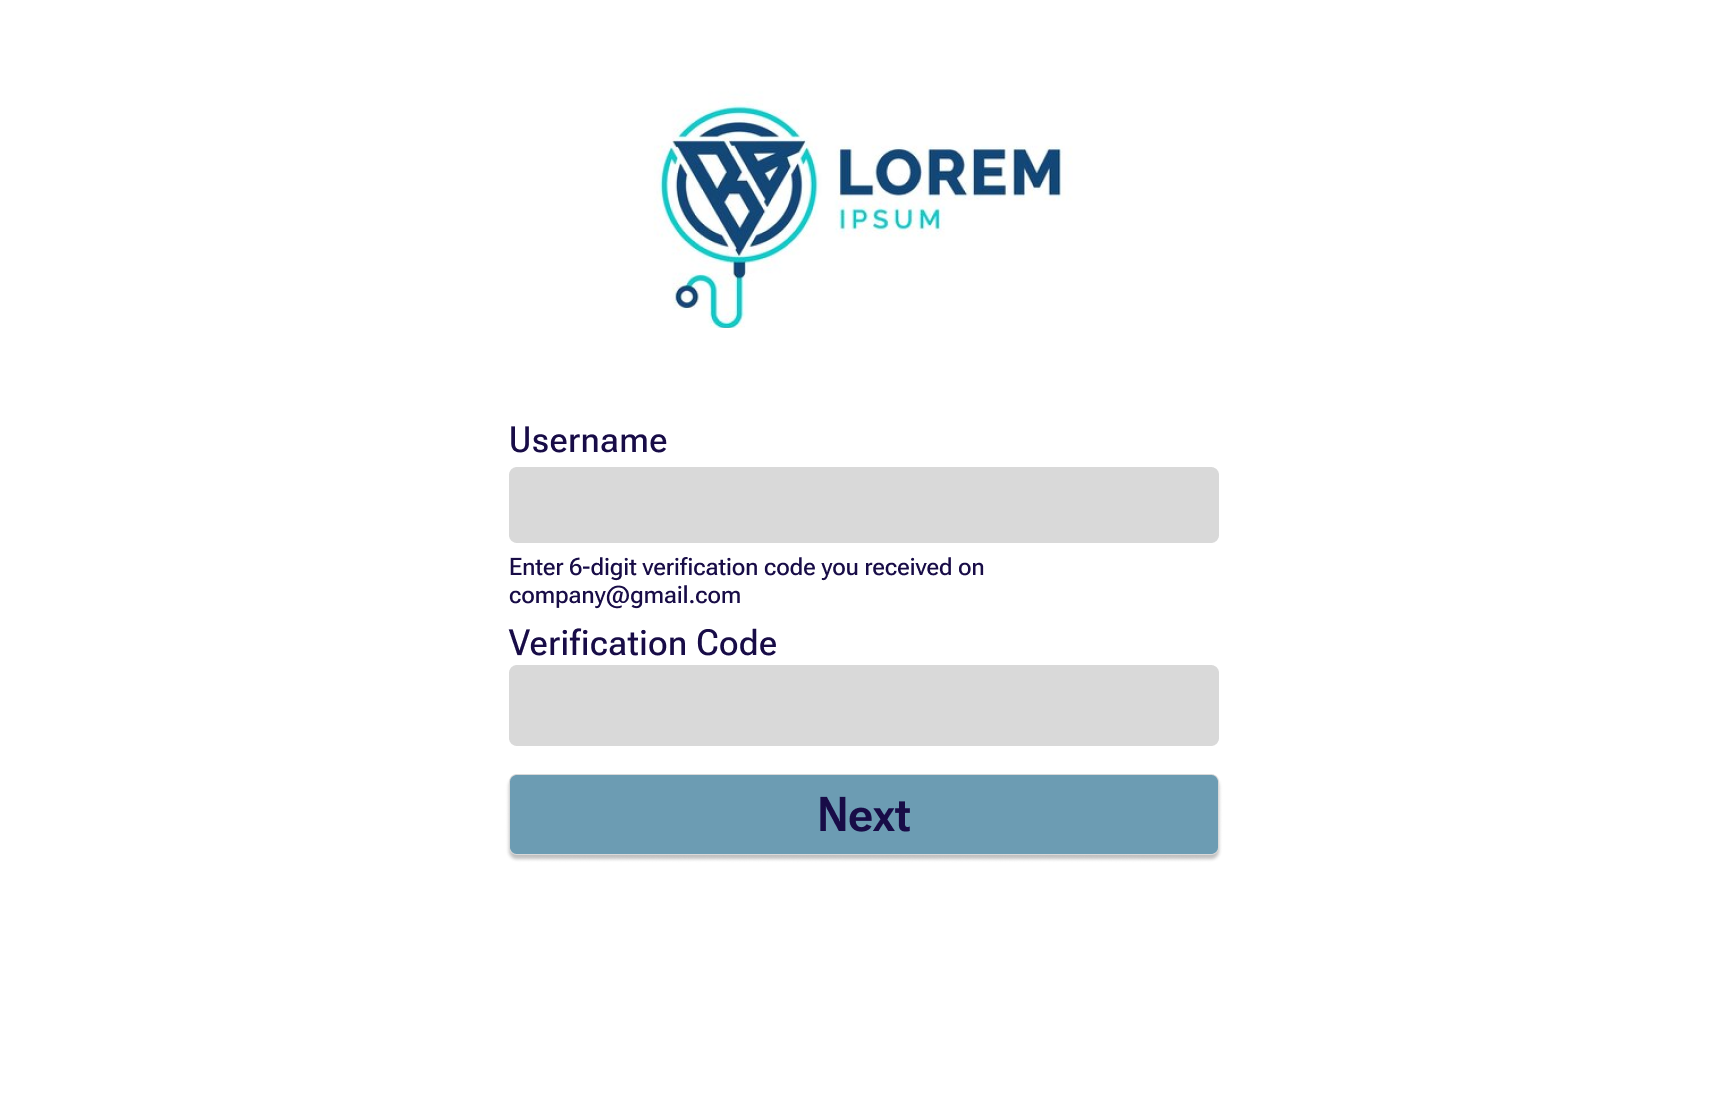 LOREM
IPSUM
Username
Enter 6-digit verification code you received on
company@gmail.com
Verification Code
Next